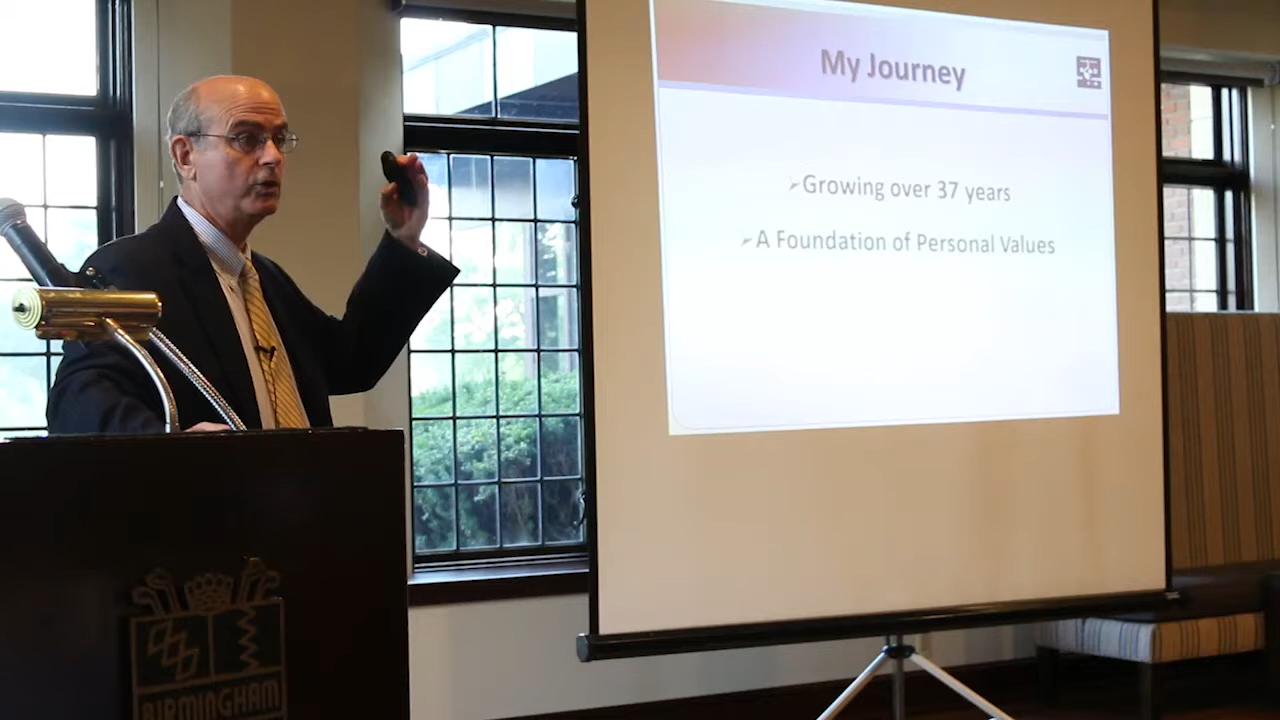 My Journey
➢Growing over 37 years
➢A Foundation of Personal Values
BIRMINGHAM